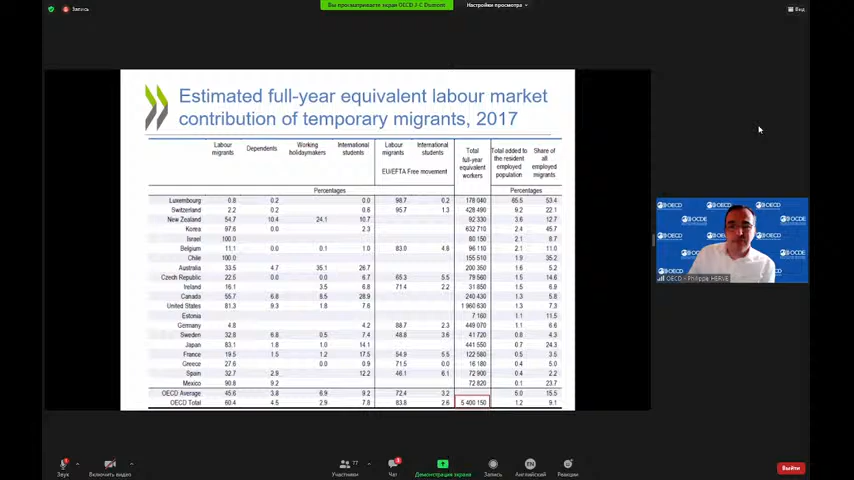 Вы просматриваете экран OECD J-C Dumont
Настройки просмотра
Запись
Вид
Estimated full-year equivalent labour market
contribution of temporary migrants, 2017
Labour migrants Dependents Working holidaymakers International students Labour migrants International students Total full-year equivalent workers Total added to the resident employed population Share of all employed migrants
EU/EFTA Free movement
Percentages Percentages
Luxembourg 0.8 0.2 0.0 98.7 0.2 178 040 65.5 53.4
Switzerland 2.2 0.2 0.6 95.7 1.3 428 490 9.2 22.1
New Zealand 54.7 10.4 24.1 10.7 92 330 3.6 12.7
Korea 97.6 0.0 2.3 632 710 2.4 45.7
Israel 100.0 80 150 2.1 8.7
Belgium 11.1 0.0 0.1 1.0 83.0 4.8 96 110 2.1 11.0
Chile 100.0 155 510 1.9 35.2
Australia 33.5 4.7 35.1 26.7 200 350 1.6 5.2
Czech Republic 22.5 0.0 0.0 6.7 65.3 5.5 79 560 1.5 14.6
Ireland 16.1 3.5 6.8 71.4 2.2 31 850 1.5 6.9
Canada 55.7 6.8 8.5 28.9 240 430 1.3 5.8
United States 81.3 9.3 1.8 7.6 1 960 630 1.3 7.3
Estonia 7 160 1.1 11.5
Germany 4.8 4.2 88.7 2.3 449 070 1.1 6.6
Sweden 32.8 6.8 0.5 7.4 48.8 3.6 41 720 0.8 4.3
Japan 83.1 1.8 1.0 14.1 441 550 0.7 24.3
France 19.5 1.5 1.2 17.5 54.9 5.5 122 580 0.5 3.5
Greece 27.6 0.0 0.9 71.5 0.0 16 180 0.4 5.0
Spain 32.7 2.9 12.2 46.1 6.1 72 900 0.4 2.2
Mexico 90.8 9.2 72 820 0.1 23.7
OECD Average 45.6 3.8 6.9 9.2 72.4 3.2 5.0 15.5
OECD Total 60.4 4.5 2.9 7.8 83.8 2.6 5 400 150 1.2 9.1
OECD
OCDE
OECD - Philippe HERVE
Звук
Включить видео
77
Участники
Чат
Демонстрация экрана
Запись
EN
Английский
Реакции
Выйти